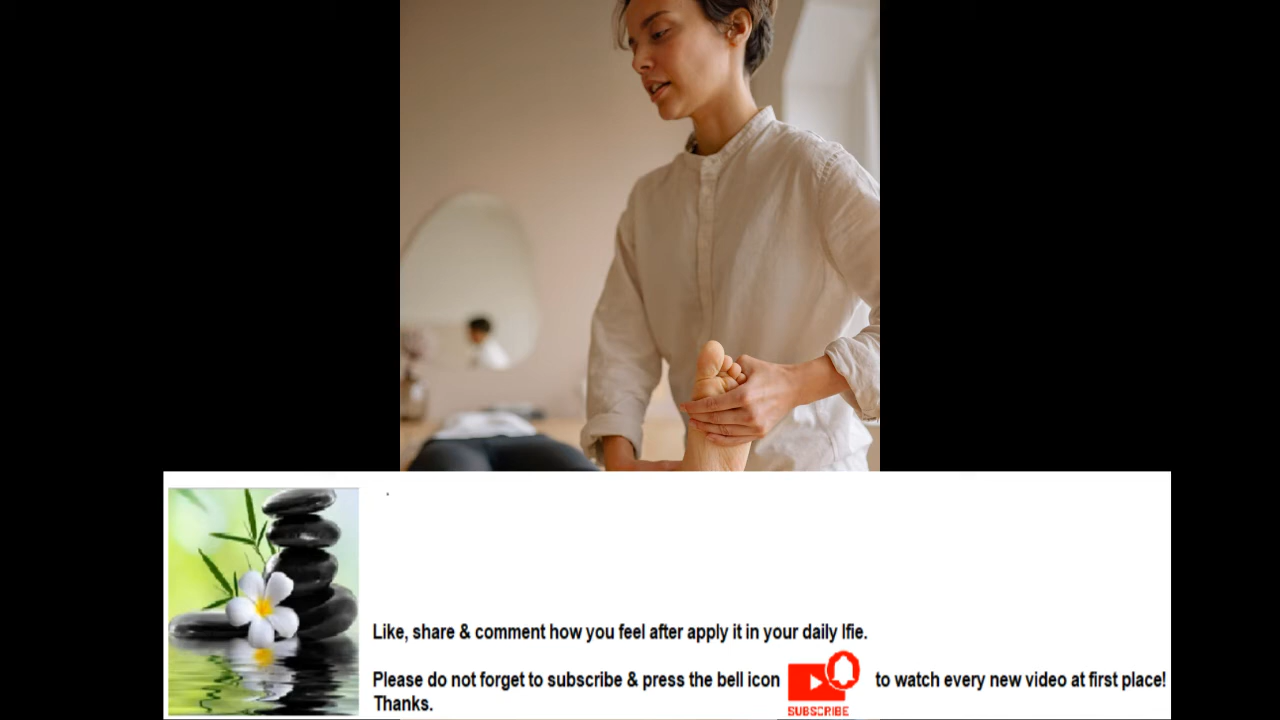 Like, share & comment how you feel after apply it in your daily lfie.
Please do not forget to subscribe & press the bell icon to watch every new video at first place!
SUBSCRIBE
Thanks.